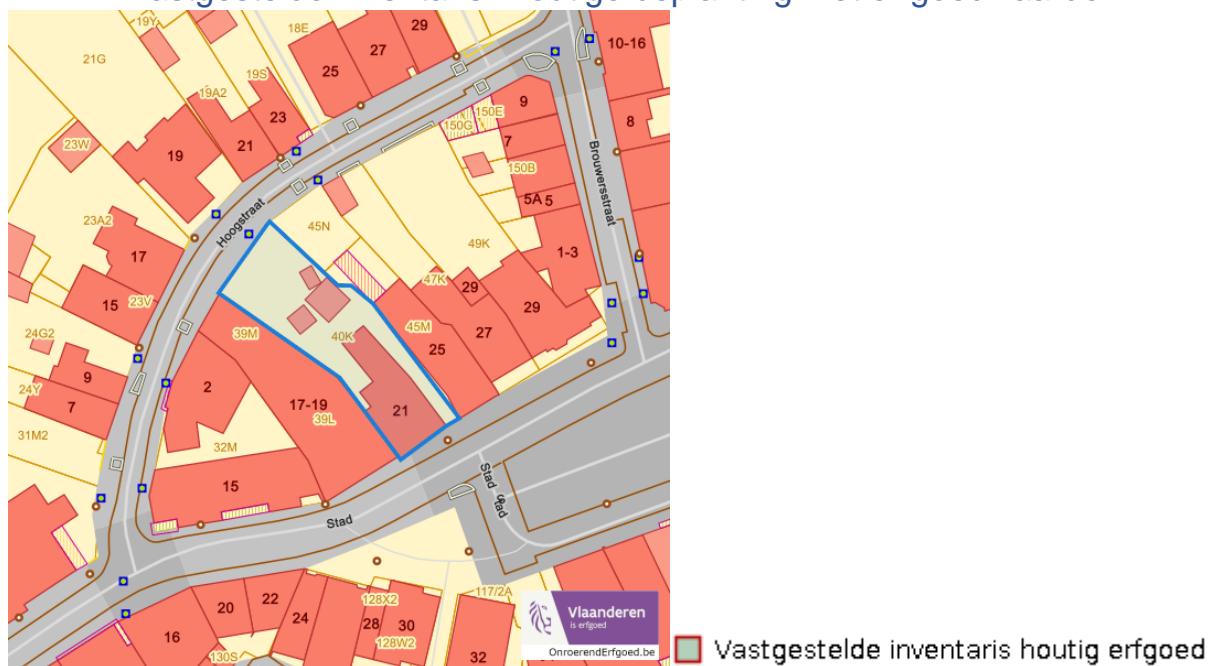 18E
29
10-16
19Y
27
21G
25
19S
19A2
23
9
150E
150G
8
23W
21
7
19
150B
5A 5
Brouwersstraat
Hoogstraat
23A2
45N
49K
17
1-3
47K
29
15
23V
29
24G2
39M
40K
45M
27
25
9
24Y
7
2
17-19
21
39L
31M2
32M
15
Stad
Stad
Stad
117/2A
22
128X2
20
24
28
30
128W2
16
130S
32
Vlaanderen
is erfgoed
OnroerendErfgoed.be
Vastgestelde inventaris houtig erfgoed